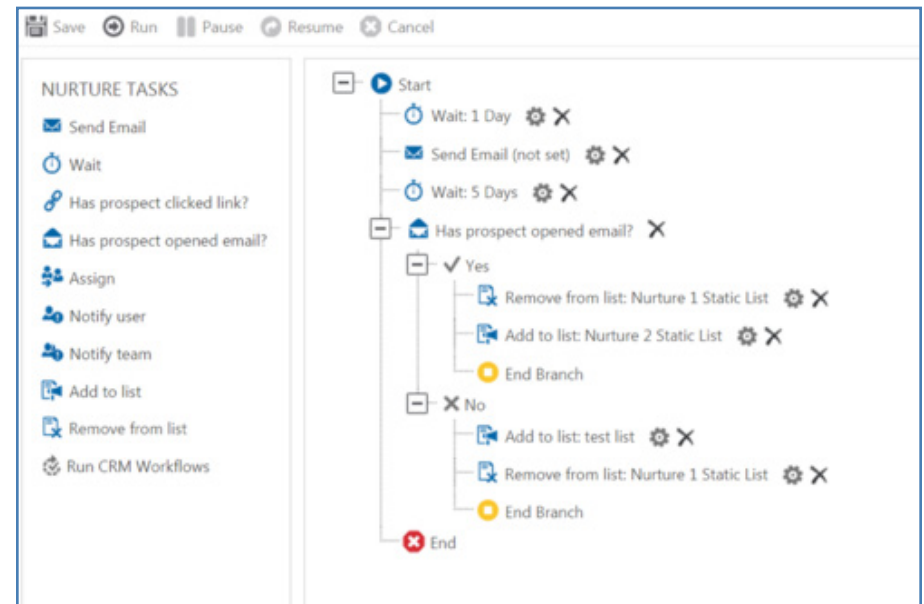 Save Run Pause Resume Cancel
NURTURE TASKS
Send Email
Wait
Has prospect clicked link?
Has prospect opened email?
Assign
Notify user
Notify team
Add to list
Remove from list
Run CRM Workflows
Start
Wait: 1 Day
Send Email (not set)
Wait: 5 Days
Has prospect opened email?
Yes
Remove from list: Nurture 1 Static List
Add to list: Nurture 2 Static List
End Branch
No
Add to list: test list
Remove from list: Nurture 1 Static List
End Branch
End